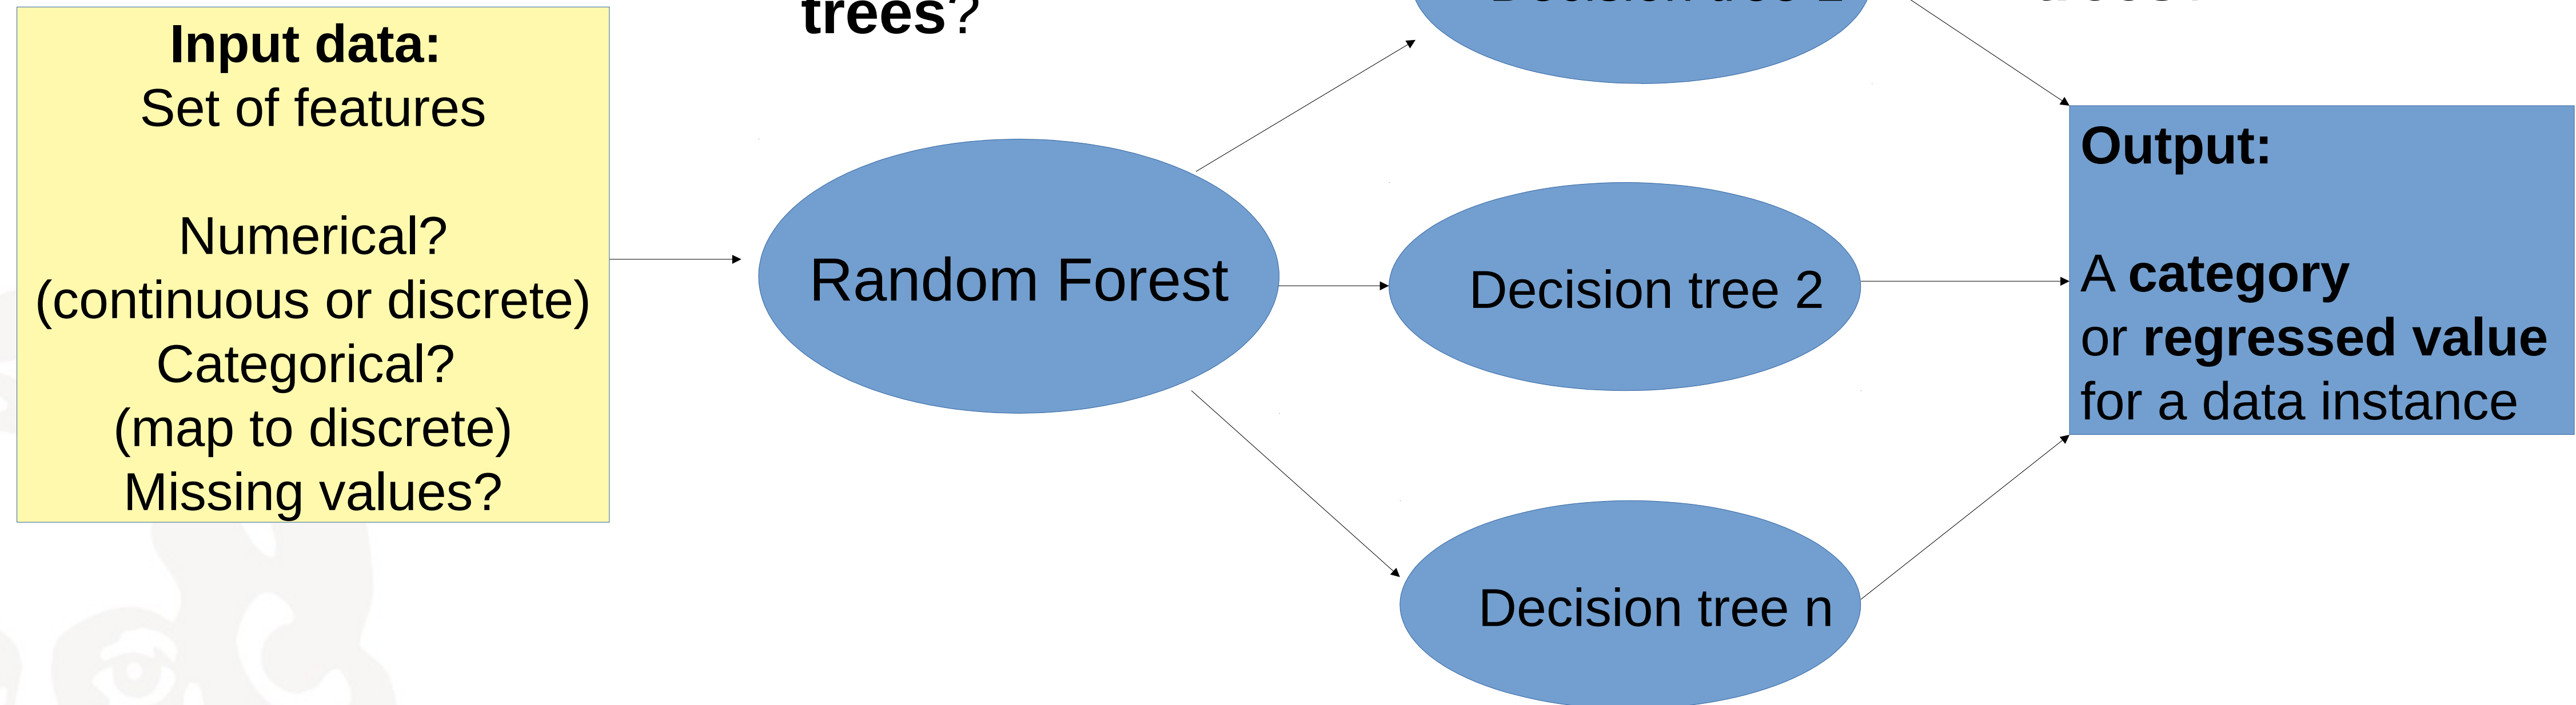 trees?
Input data:
Set of features
Numerical?
(continuous or discrete)
Categorical?
(map to discrete)
Missing values?
Random Forest
Decision tree 2
Decision tree n
Output:
A category
or regressed value
for a data instance